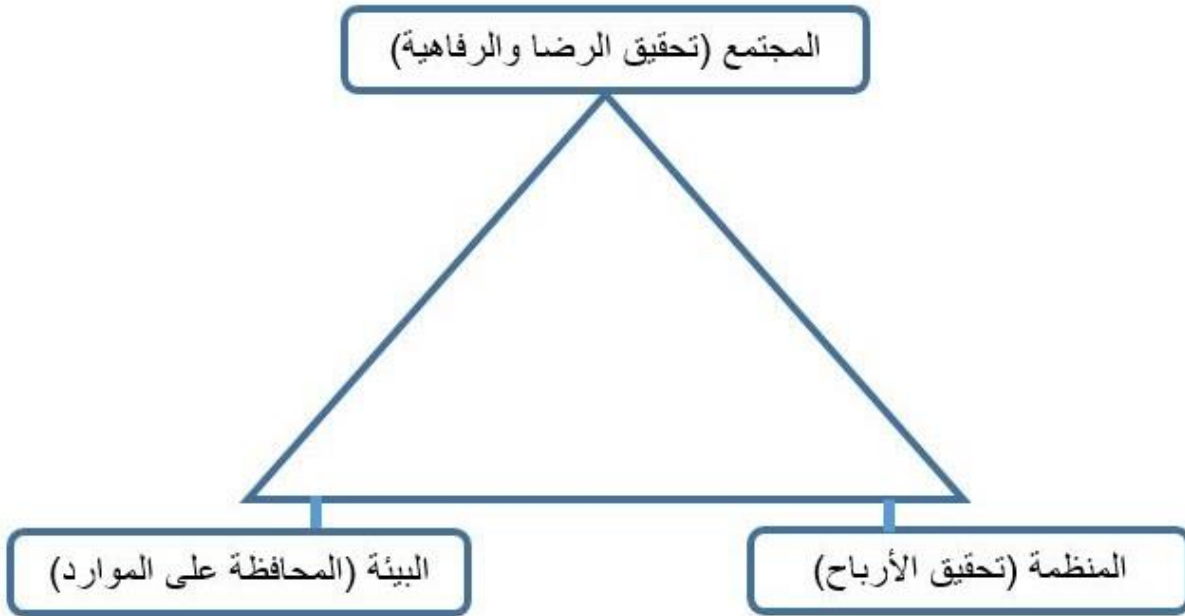 المجتمع (تحقيق الرضا والرفاهية)
المنظمة (تحقيق الأرباح)
البيئة (المحافظة على الموارد)